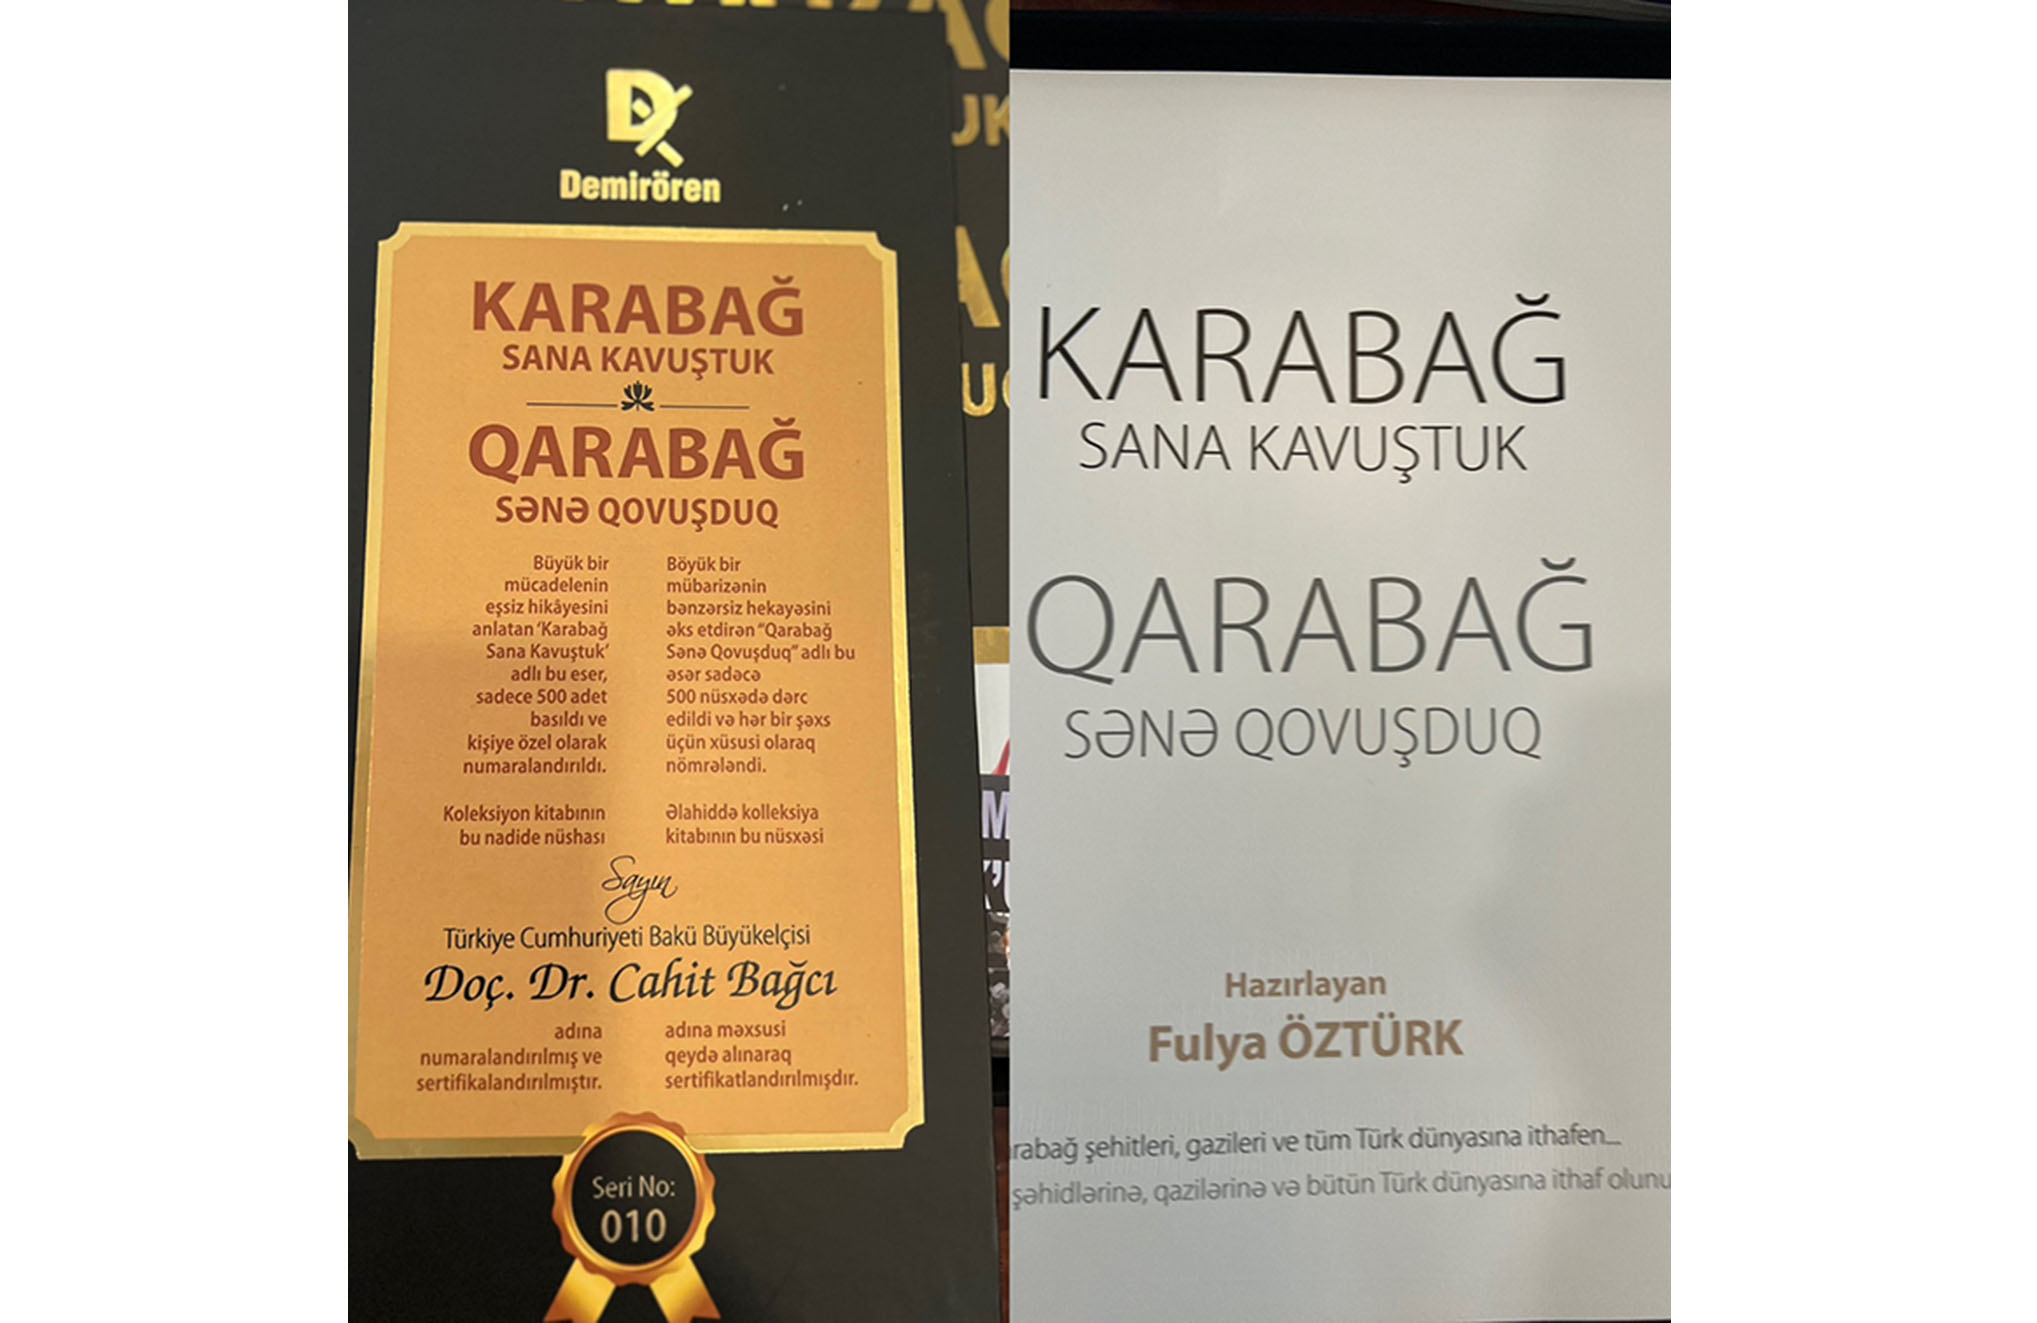 Demirören
KARABAĞ
SANA KAVUŞTUK
QARABAĞ
SƏNƏ QOVUŞDUQ
Büyük bir
mücadelenin
eşsiz hikâyesini
anlatan ‘Karabağ
Sana Kavuştuk’
adlı bu eser,
sadece 500 adet
basıldı ve
kişiye özel olarak
numaralandırıldı.
Koleksiyon kitabının
bu nadide nüshası
Böyük bir
mübarizənin
bənzərsiz hekayəsini
əks etdirən “Qarabağ
Sənə Qovuşduq” adlı bu
əsər sadəcə
500 nüsxədə dərc
edildi və hər bir şəxs
üçün xüsusi olaraq
nömrələndi.
Əlahiddə kolleksiya
kitabının bu nüsxəsi
Sayın
Türkiye Cumhuriyeti Bakü Büyükelçisi
Doç. Dr. Cahit Bağcı
adına
numaralandırılmış ve
sertifikalandırılmıştır.
adına məxsusi
qeydə alınaraq
sertifikatlandırılmışdır.
Seri No:
010
KARABAĞ
SANA KAVUŞTUK
QARABAĞ
SƏNƏ QOVUŞDUQ
Hazırlayan
Fulya ÖZTÜRK
rabağ şehitleri, gazileri ve tüm Türk dünyasına ithafen...
şəhidlərinə, qazilərinə və bütün Türk dünyasına ithaf olunu